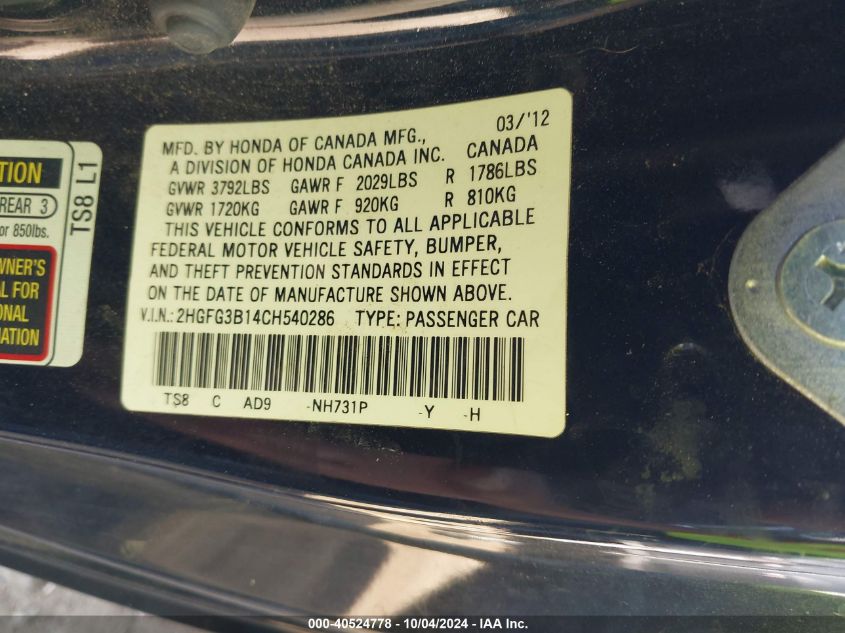 TION
REAR 3
or 850lbs.
WNER'S
AL FOR
ONAL
MATION
TS8 L1
03/'12
MFD. BY HONDA OF CANADA MFG.,
A DIVISION OF HONDA CANADA INC. CANADA
GVWR 3792LBS GAWR F 2029LBS R 1786LBS
GVWR 1720KG GAWR F 920KG R 810KG
THIS VEHICLE CONFORMS TO ALL APPLICABLE
FEDERAL MOTOR VEHICLE SAFETY, BUMPER,
AND THEFT PREVENTION STANDARDS IN EFFECT
ON THE DATE OF MANUFACTURE SHOWN ABOVE.
V.I.N.: 2HGFG3B14CH540286 TYPE: PASSENGER CAR
TS8 C AD9 -NH731P -Y -H
000-40524778 - 10/04/2024 - IAA Inc.